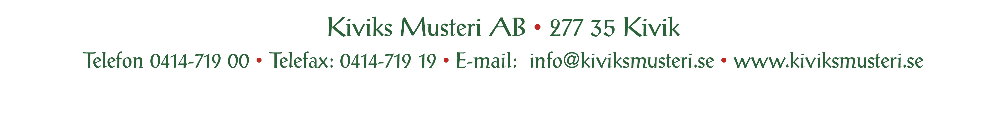 Kiviks Musteri AB • 277 35 Kivik
Telefon 0414-719 00 • Telefax: 0414-719 19 • E-mail: info@kiviksmusteri.se • www.kiviksmusteri.se